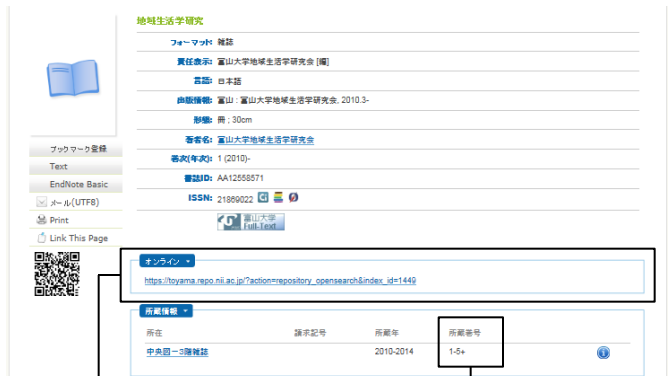 地域生活学研究
フォーマット: 雑誌
責任表示: 富山大学地域生活学研究会 [編]
言語: 日本語
出版情報: 富山 : 富山大学地域生活学研究会, 2010.3-
形態: 冊 ; 30cm
著者名: 富山大学地域生活学研究会
巻次(年次): 1 (2010)-
書誌ID: AA12558571
ISSN: 21869022
富山大学
Full-Text
ブックマーク登録
Text
EndNote Basic
メール(UTF8)
Print
Link This Page
オンライン
https://toyama.repo.nii.ac.jp/?action=repository_opensearch&index_id=1449
所蔵情報
所在 請求記号 所蔵年 所蔵巻号
中央図－3階雑誌 2010-2014 1-5+